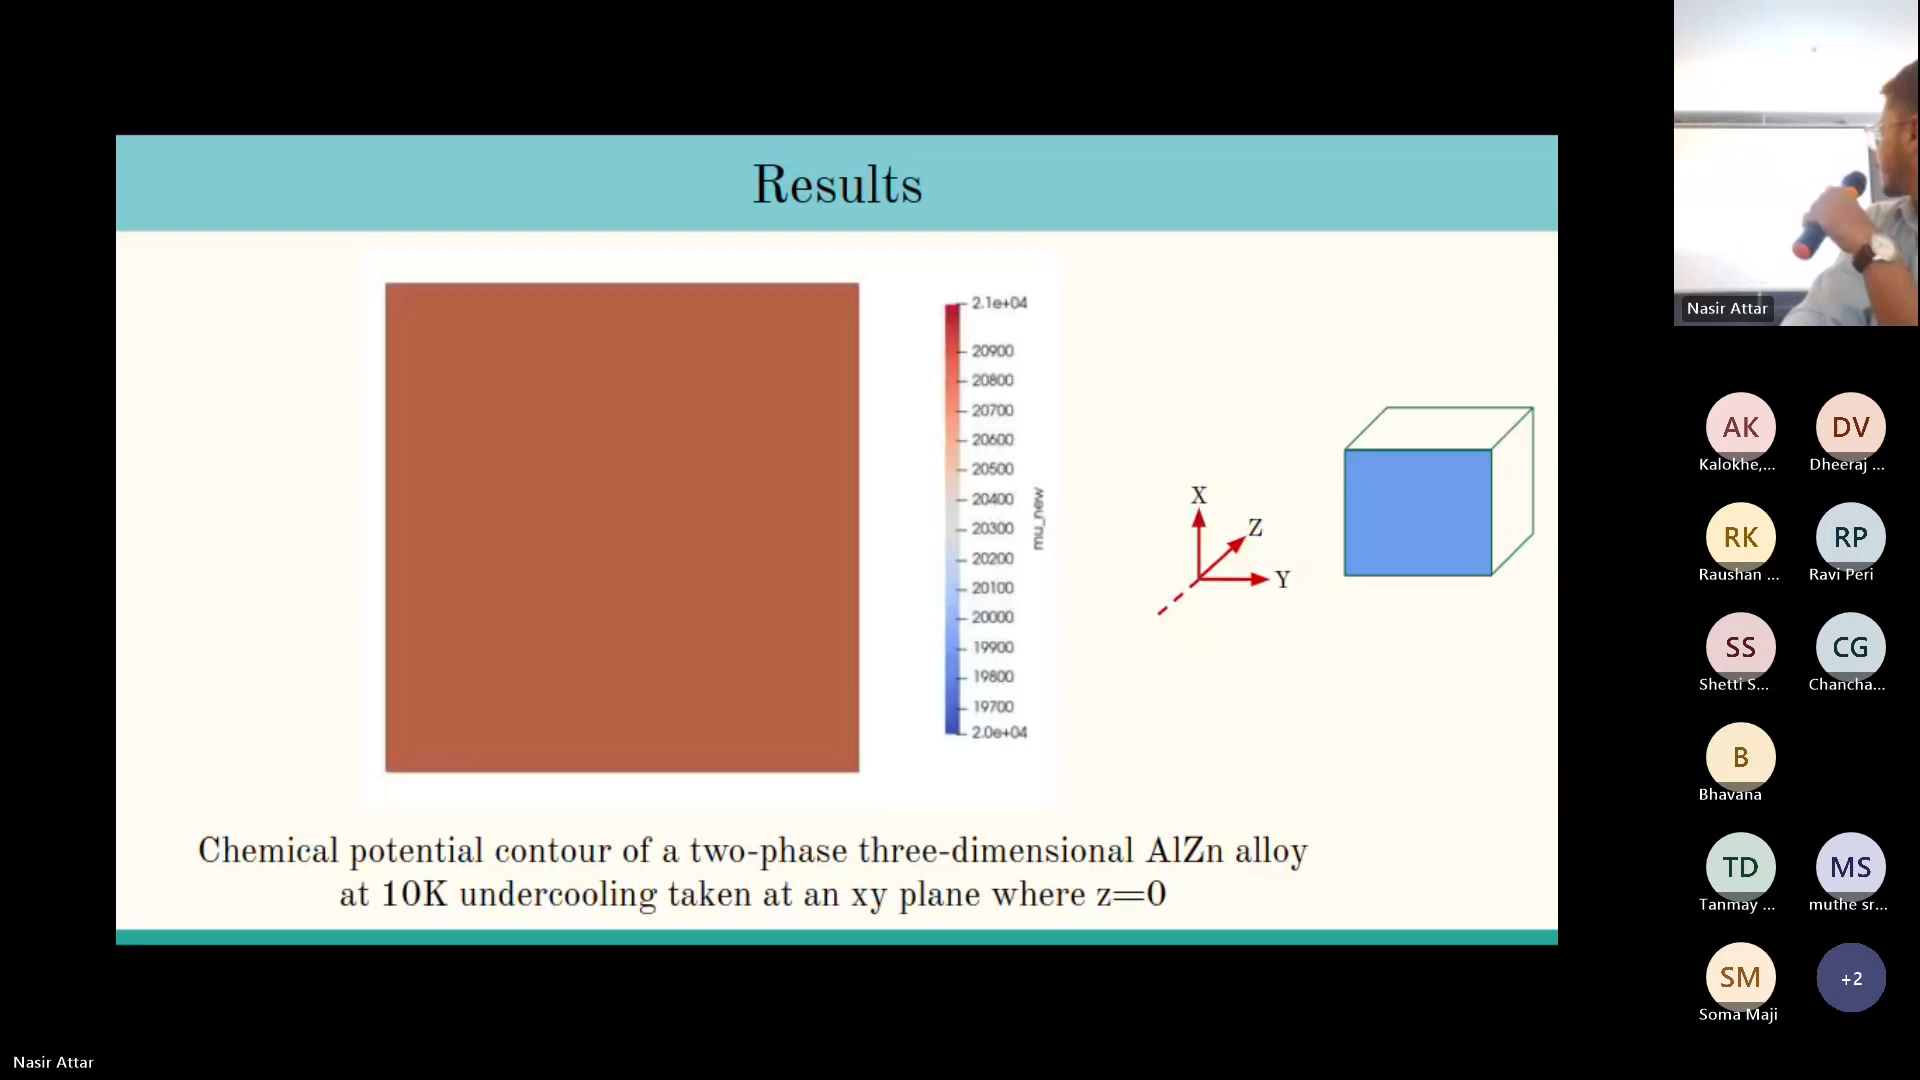 Results
2.1e+04
20900
20800
20700
20600
20500
20400
20300
20200
20100
20000
19900
19800
19700
2.0e+04
mu_new
X
Z
Y
Chemical potential contour of a two-phase three-dimensional AlZn alloy
at 10K undercooling taken at an xy plane where z=0
Nasir Attar
AK
Kalokhe,...
DV
Dheeraj ...
RK
Raushan ...
RP
Ravi Peri
SS
Shetti S...
CG
Chancha...
B
Bhavana
TD
Tanmay ...
MS
muthe sr...
SM
Soma Maji
+2
Nasir Attar